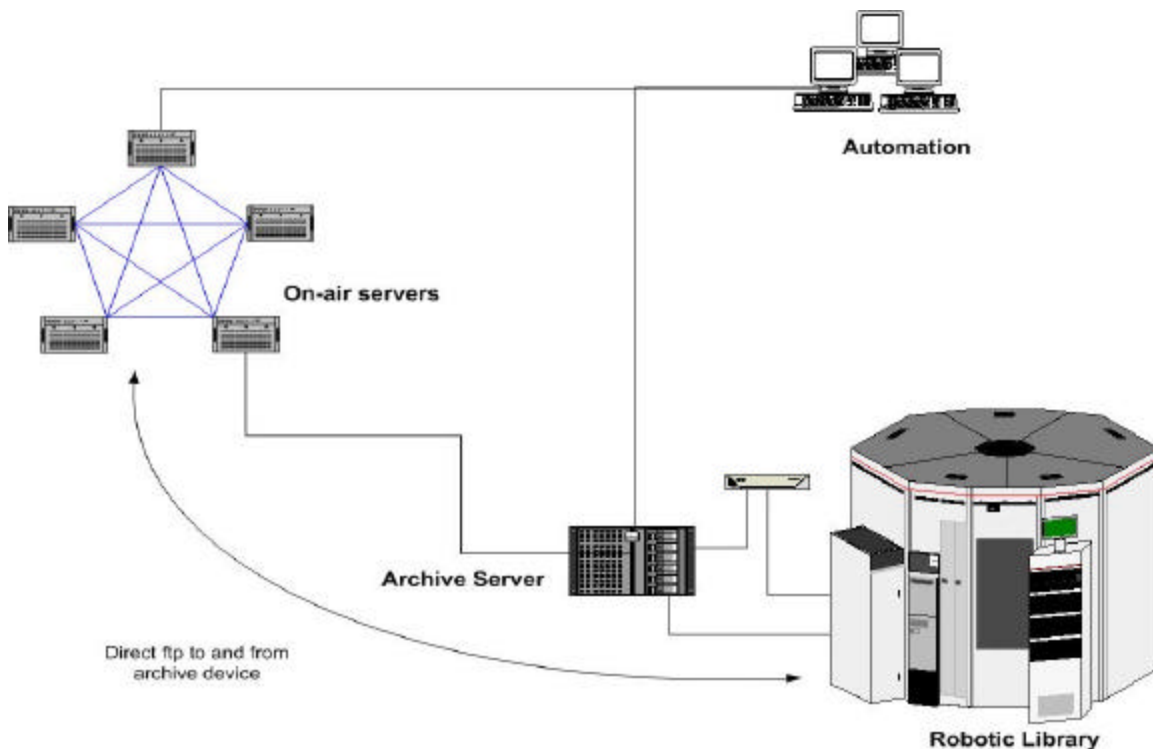 Automation
On-air servers
Archive Server
Direct ftp to and from
archive device
Robotic Library